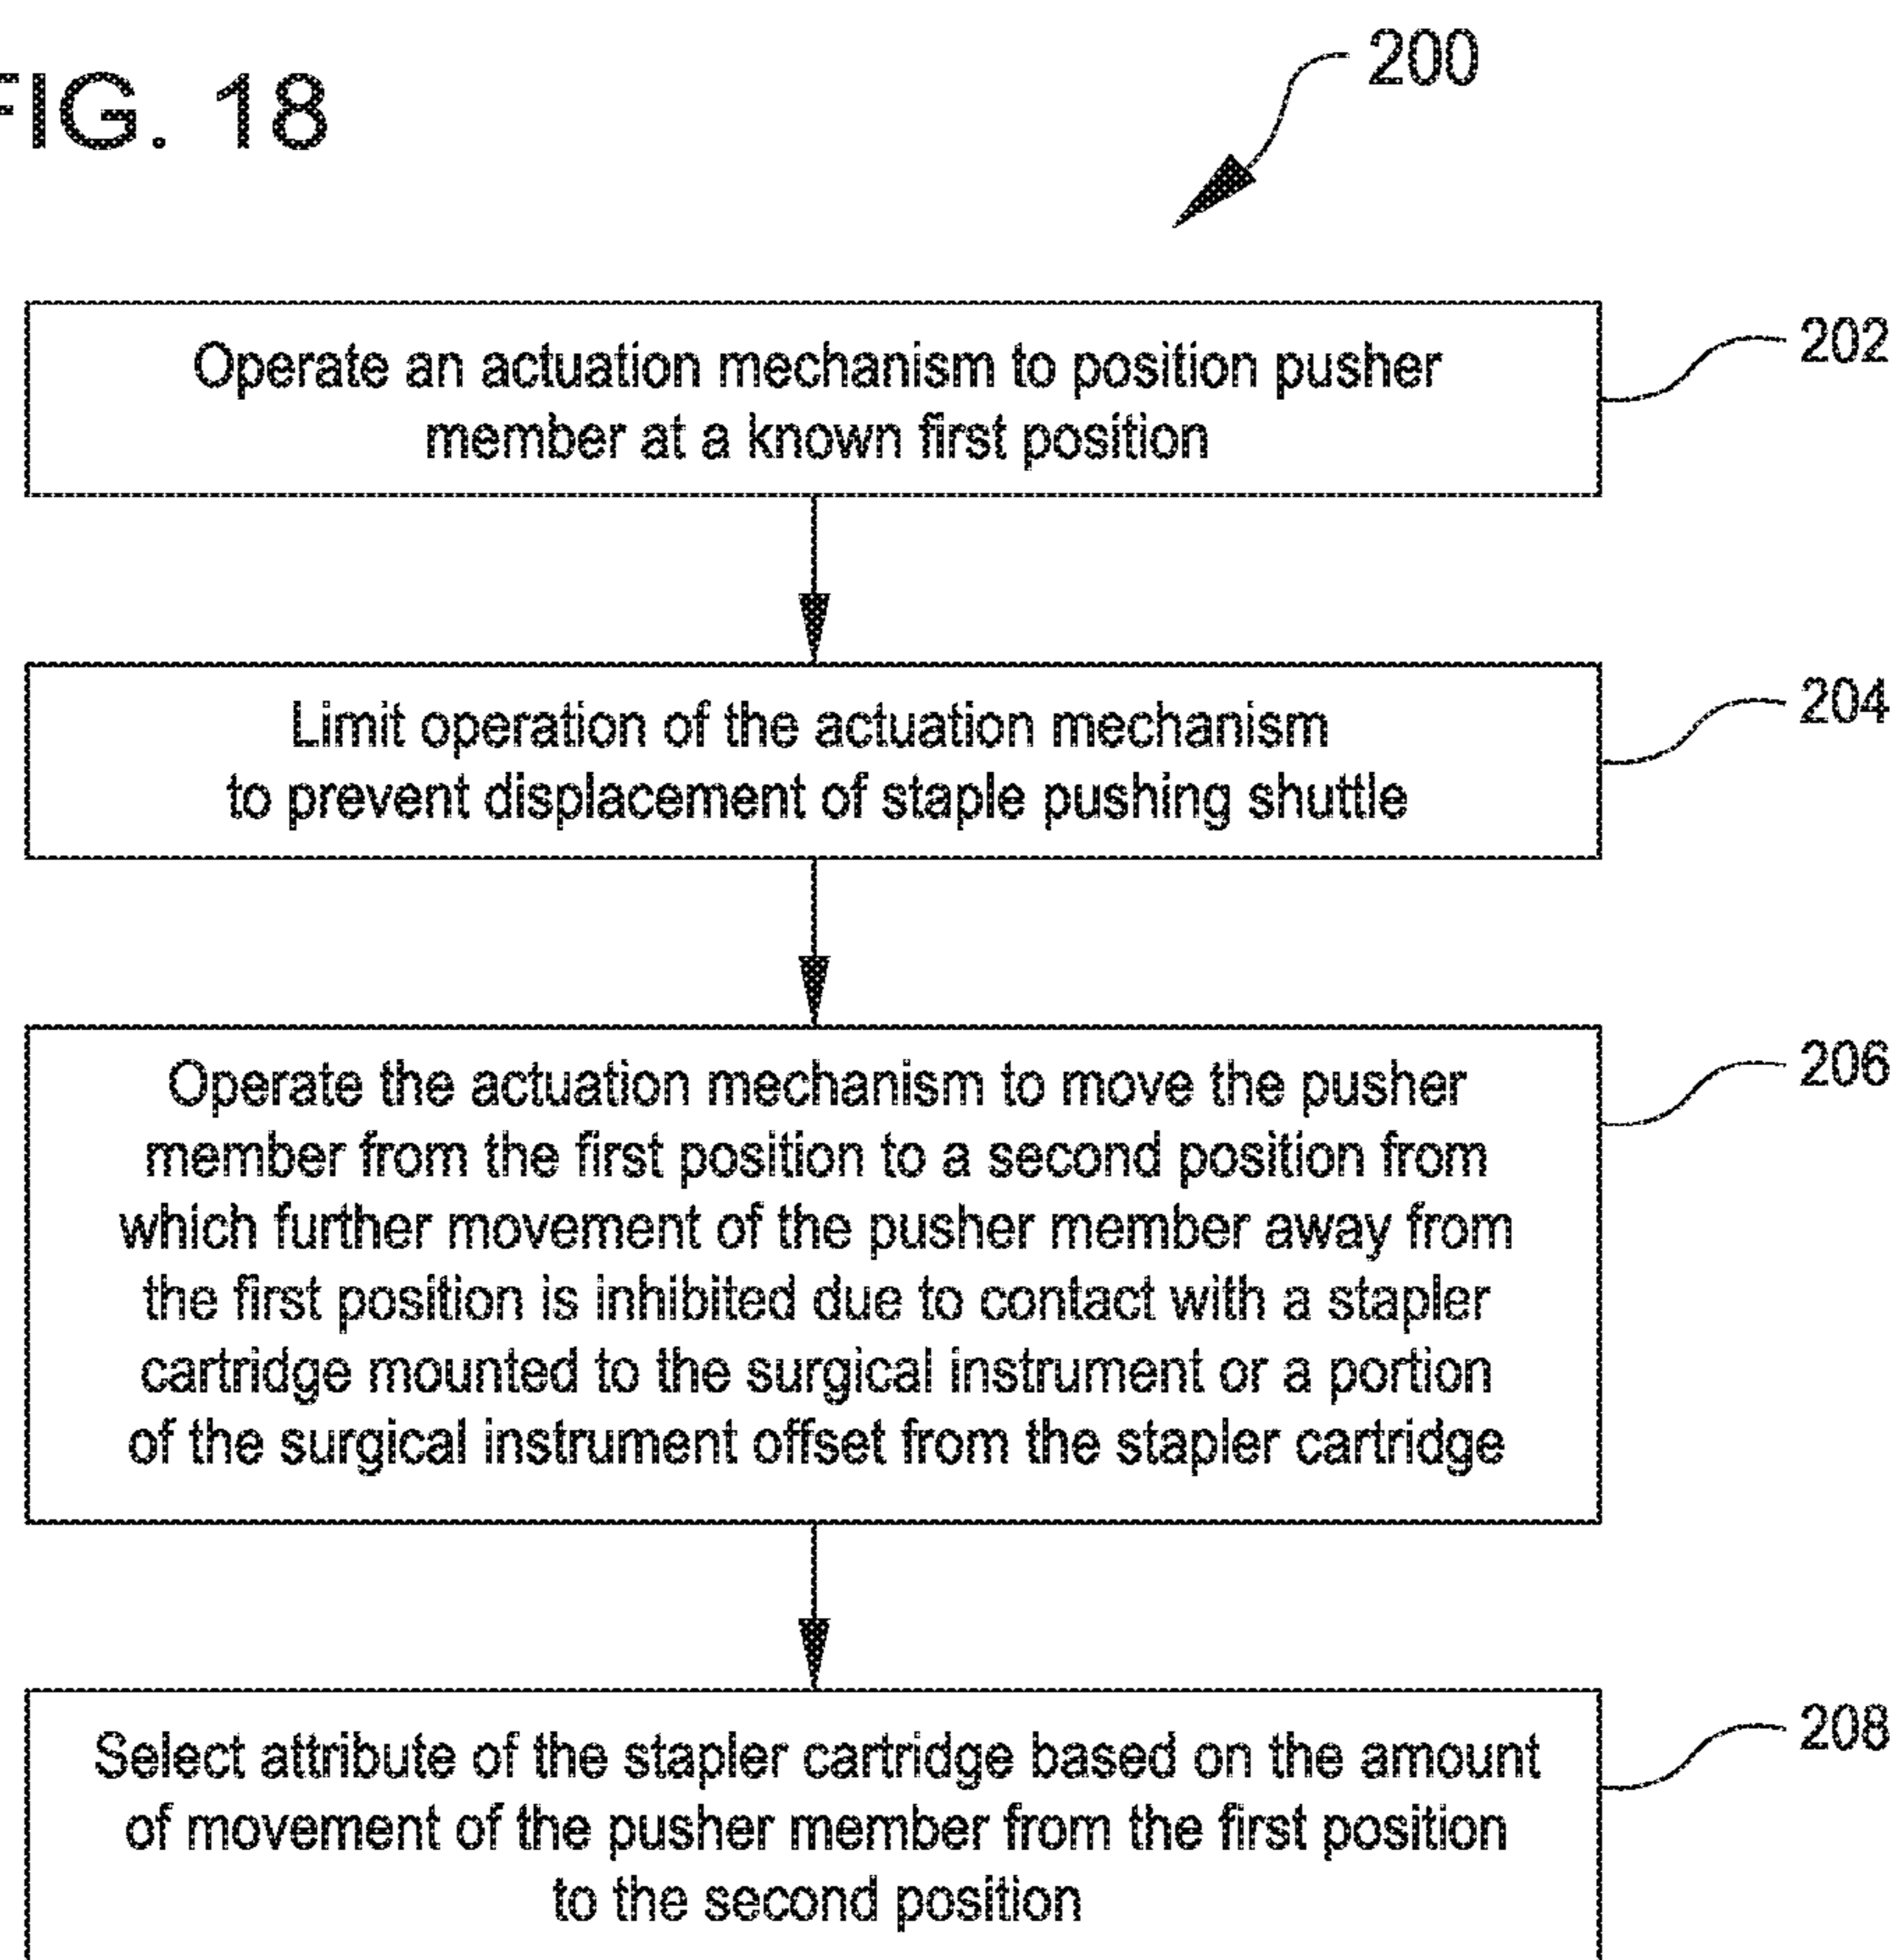 FIG. 18
200
Operate an actuation mechanism to position pusher
member at a known first position
202
Limit operation of the actuation mechanism
to prevent displacement of staple pushing shuttle
204
Operate the actuation mechanism to move the pusher
member from the first position to a second position from
which further movement of the pusher member away from
the first position is inhibited due to contact with a stapler
cartridge mounted to the surgical instrument or a portion
of the surgical instrument offset from the stapler cartridge
206
Select attribute of the stapler cartridge based on the amount
of movement of the pusher member from the first position
to the second position
208